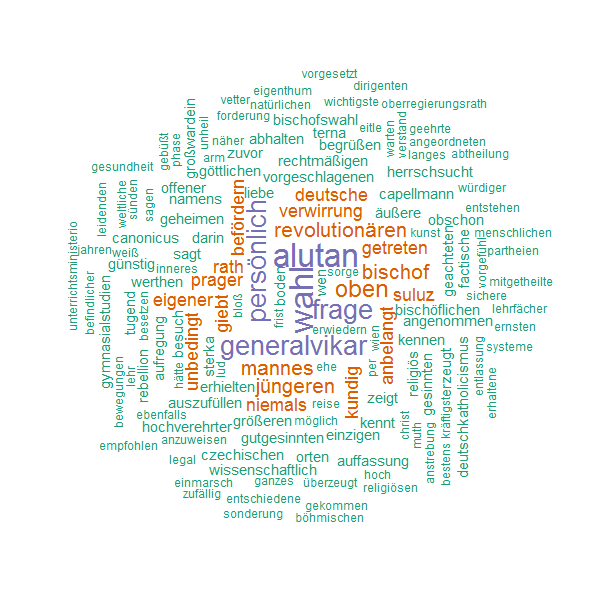 vorgesetzt
dirigenten
eigenthum
vetter
natürlichen
wichtigste
oberregierungsrath
forderung
bischofswahl
großwardein
unheil
terna
eitle
geehrte
verstand
warten
angeordneten
gebüßt
phase
näher
abhalten
begrüßen
langes
abtheilung
arm
zuvor
rechtmäßigen
gesundheit
göttlichen
vorgeschlagenen
herrschsucht
leidenden
weltliche
sünden
sagen
offener
namens
befördern
liebe
deutsche
capellmann
würdiger
geheimen
persönlich
verwirrung
äußere
obschon
entstehen
unterrichtsministerio
jahren
weiß
canonicus
darin
revolutionären
kunst
geachteten
factische
vorgefühl
menschlichen
alutan
getreten
partheien
befindlicher
günstig
inneres
sagt
rath
boden
wen
sorge
bischof
mitgetheilte
gymnasialstudien
werthen
prager
wahl
oben
suluz
sichere
tugend
besetzen
eigener
giebt
bloß
frist
frage
bischöflichen
lehrfächer
aufregung
besuch
unbedingt
erwiedern
anbelangt
angenommen
ernsten
rebellion
hätte
sterka
generalvikar
wien
kennen
systeme
bewegungen
lehr
jud
mannes
ehe
per
religiös
gesinnten
erzeugt
deutschkatholicismus
entlassung
erhaltene
erhielten
jüngeren
kundig
zeigt
kräftigst
auszufüllen
niemals
reise
ebenfalls
größeren
möglich
kennt
christ
muth
anstrebung
bestens
hochverehrter
gutgesinnten
einzigen
empfohlen
anzuweisen
legal
czechischen
orten
auffassung
wissenschaftlich
hoch
einmarsch
ganzes
überzeugt
religiösen
zufällig
entschiedene
gekommen
sonderung
böhmischen